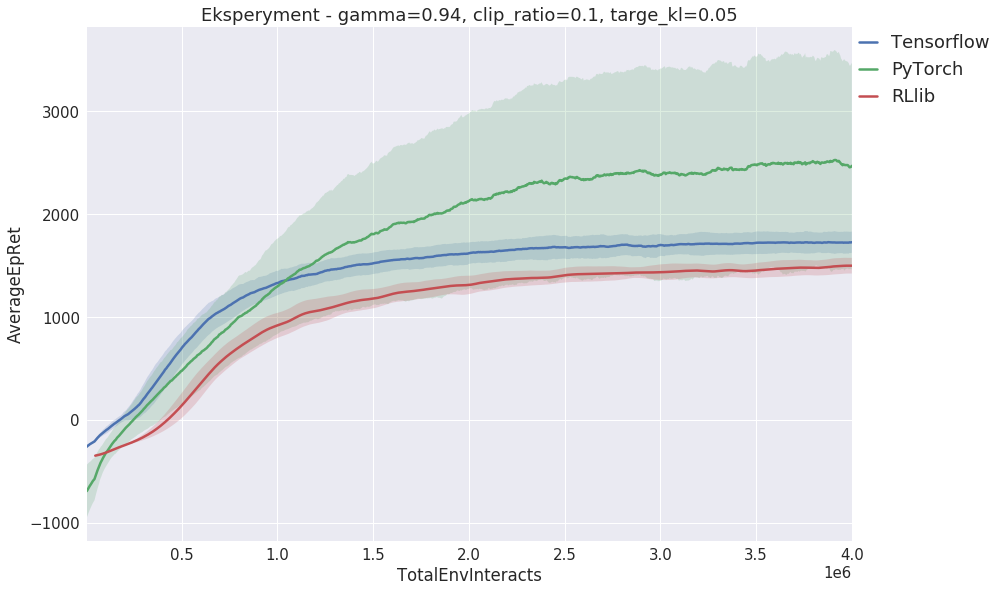 Eksperyment - gamma=0.94, clip_ratio=0.1, targe_kl=0.05
Tensorflow
PyTorch
RLlib
AverageEpRet
3000
2000
1000
0
−1000
0.5 1.0 1.5 2.0 2.5 3.0 3.5 4.0
1e6
TotalEnvInteracts